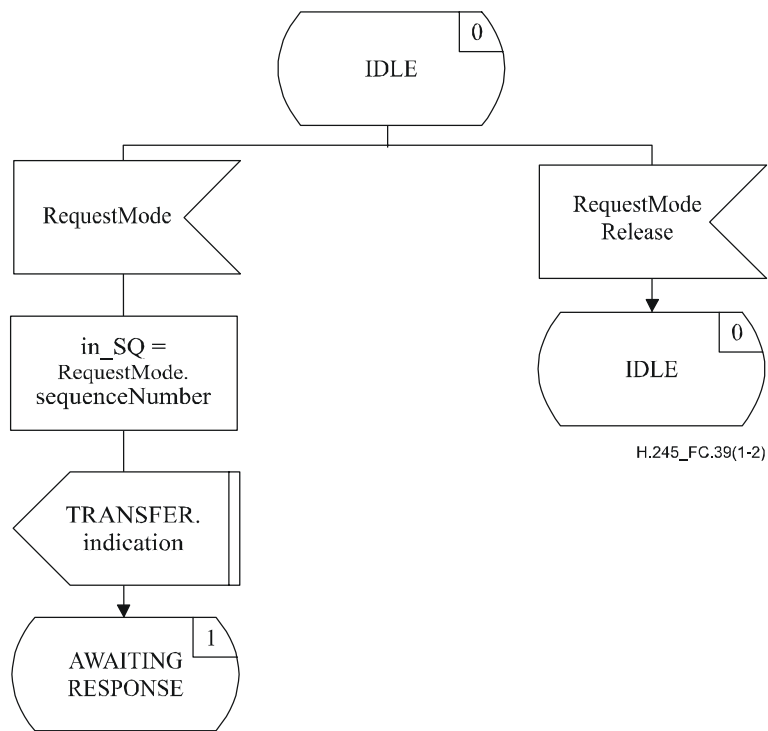 0
IDLE
RequestMode
RequestMode
Release
in_SQ =
RequestMode.
sequenceNumber
0
IDLE
H.245_FC.39(1-2)
TRANSFER.
indication
1
AWAITING
RESPONSE